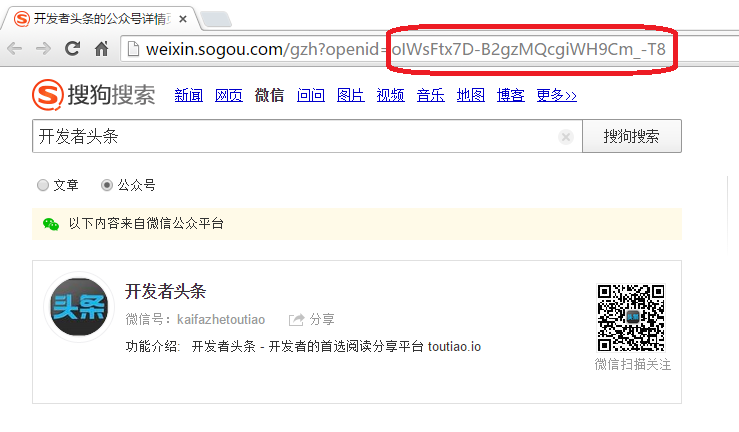 开发者头条的公众号详情页
weixin.sogou.com/gzh?openid=oIWsFtx7D-B2gzMQcgiWH9Cm_-T8
S 搜狗搜索 新闻 网页 微信 问问 图片 视频 音乐 地图 博客 更多>>
开发者头条 搜狗搜索
文章 公众号
以下内容来自微信公众平台
头条
开发者头条
微信号：kaifazhetoutiao 分享
功能介绍： 开发者头条 - 开发者的首选阅读分享平台 toutiao.io
微信扫描关注